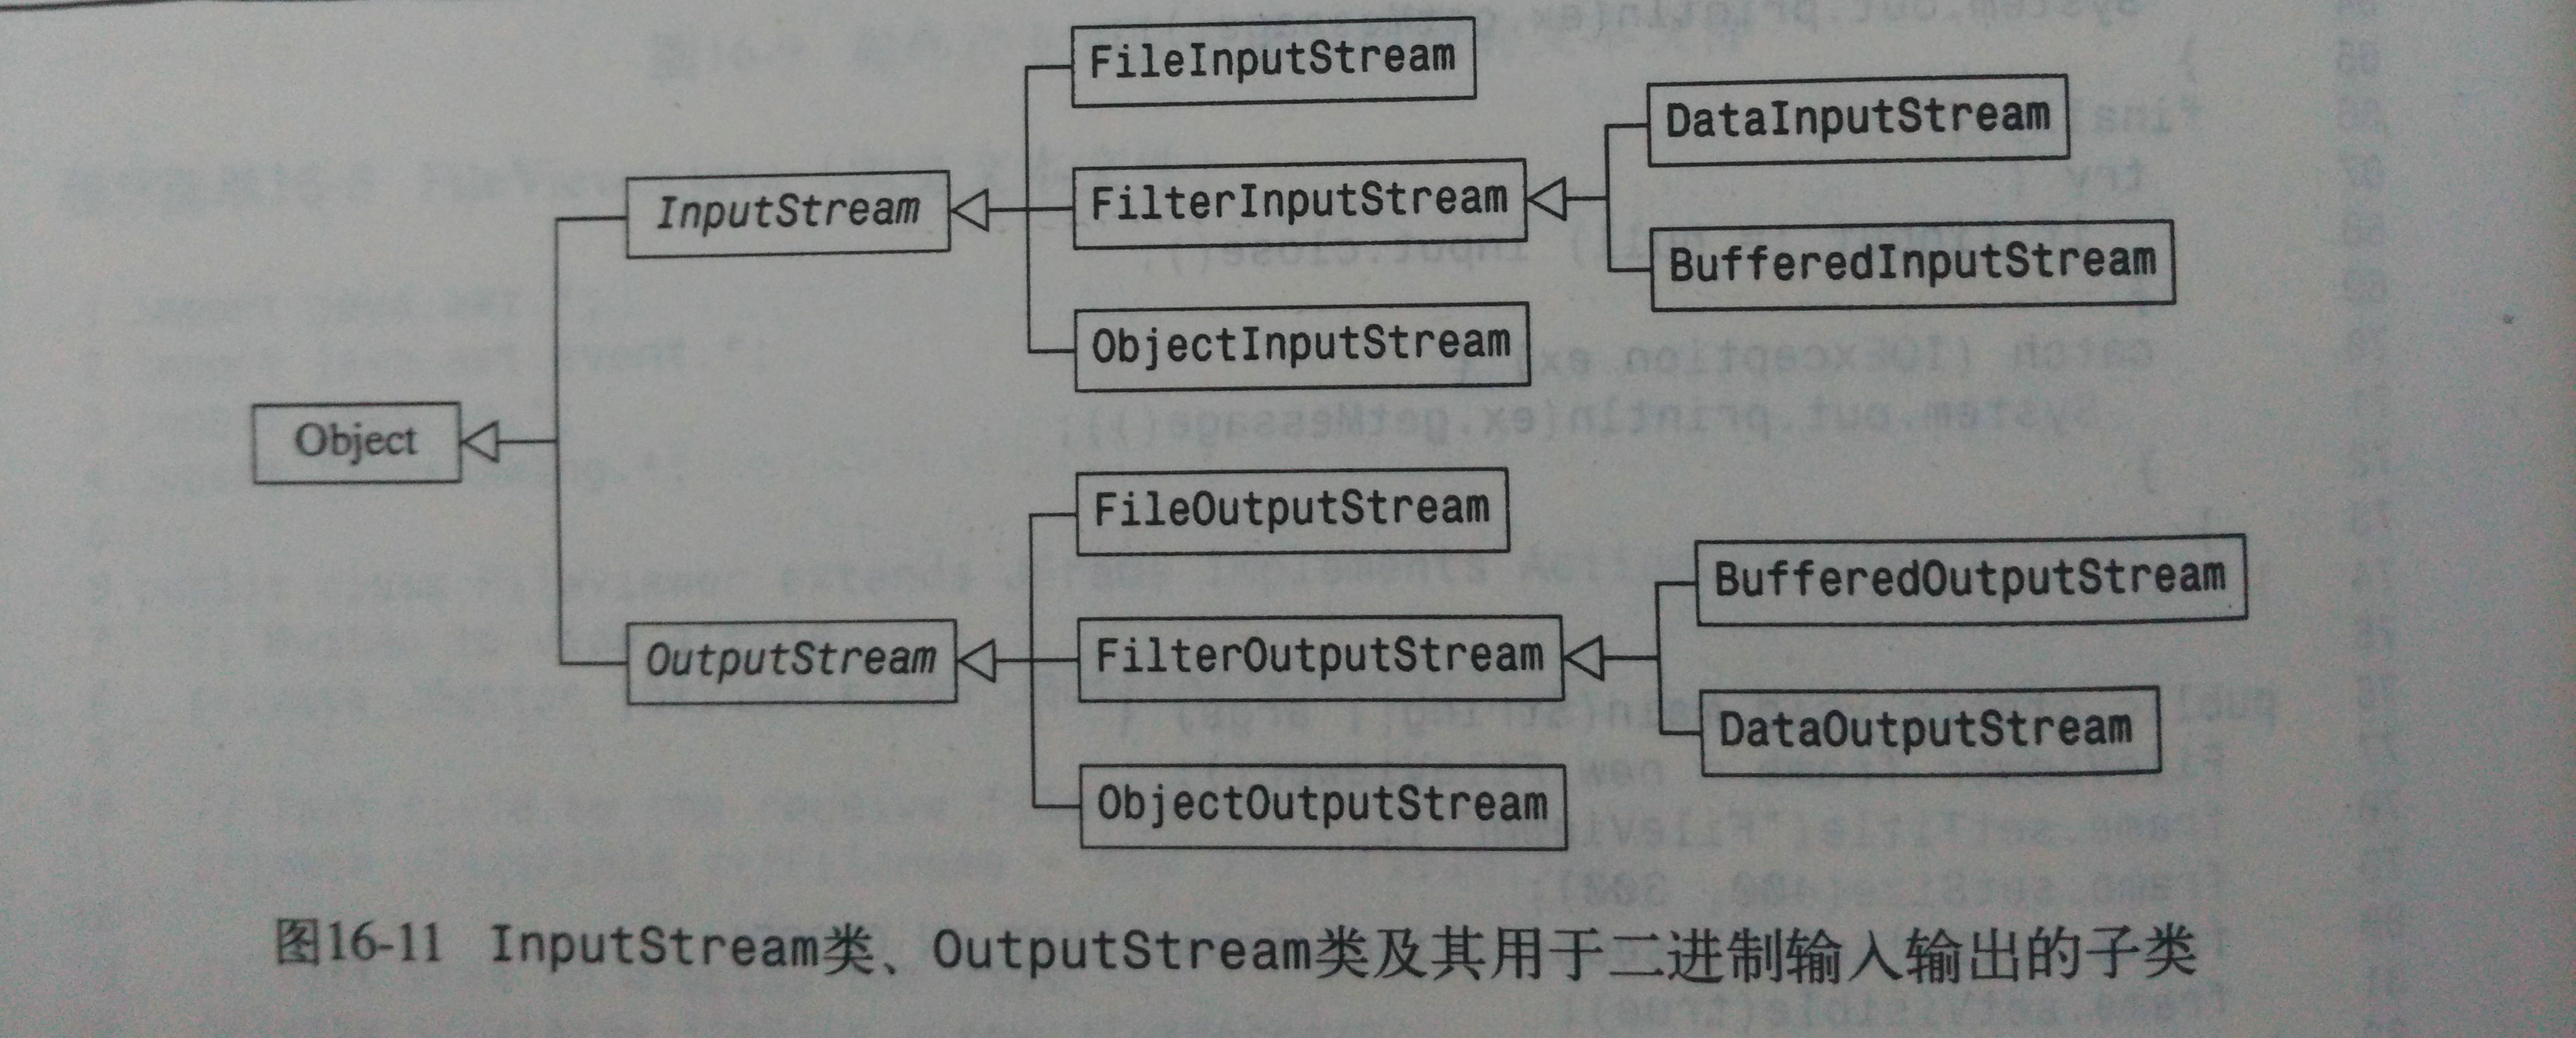 FileInputStream
DataInputStream
InputStream
FilterInputStream
BufferedInputStream
ObjectInputStream
Object
FileOutputStream
BufferedOutputStream
OutputStream
FilterOutputStream
DataOutputStream
ObjectOutputStream
图16-11 InputStream类、OutputStream类及其用于二进制输入输出的子类